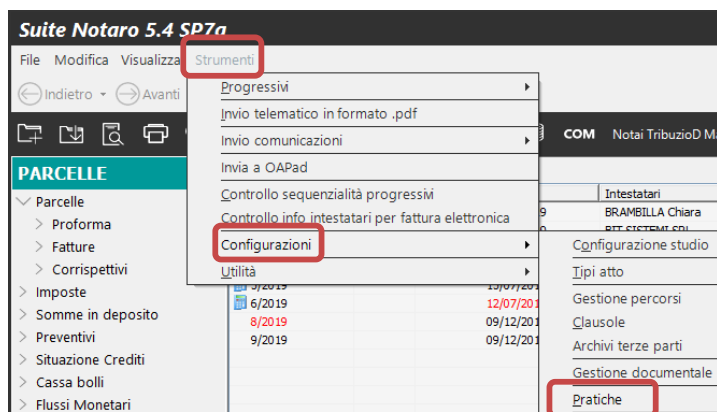 Suite Notaro 5.4 SP7a
File Modifica Visualizza Strumenti
Indietro Avanti
COM Notai TribuzioD
PARCELLE
Parcelle
Proforma
Fatture
Corrispettivi
Imposte
Somme in deposito
Preventivi
Situazione Crediti
Cassa bolli
Flussi Monetari
Progressivi
Invio telematico in formato .pdf
Invio comunicazioni
Invia a OAPad
Controllo sequenzialità progressivi
Controllo info intestatari per fattura elettronica
Configurazioni
Utilità
Intestatari
BRAMBILLA Chiara
BIT SISTEMI SRL
6/2019 12/07/201
8/2019 09/12/201
9/2019 09/12/201
Configurazione studio
Tipi atto
Gestione percorsi
Clausole
Archivi terze parti
Gestione documentale
Pratiche